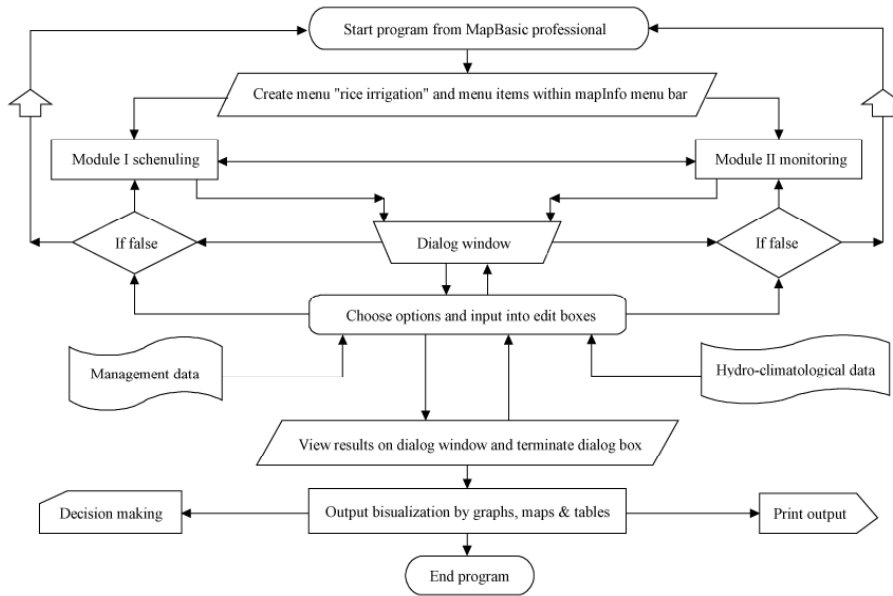 Start program from MapBasic professional
Create menu "rice irrigation" and menu items within mapInfo menu bar
Module I schenuling
Module II monitoring
If false
Dialog window
If false
Choose options and input into edit boxes
Management data
Hydro-climatological data
View results on dialog window and terminate dialog box
Decision making
Output bisualization by graphs, maps & tables
Print output
End program